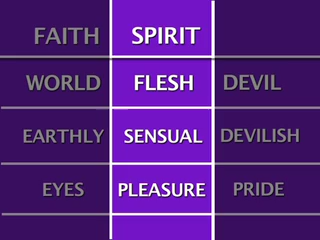 FAITH SPIRIT
WORLD FLESH DEVIL
EARTHLY SENSUAL DEVILISH
EYES PLEASURE PRIDE